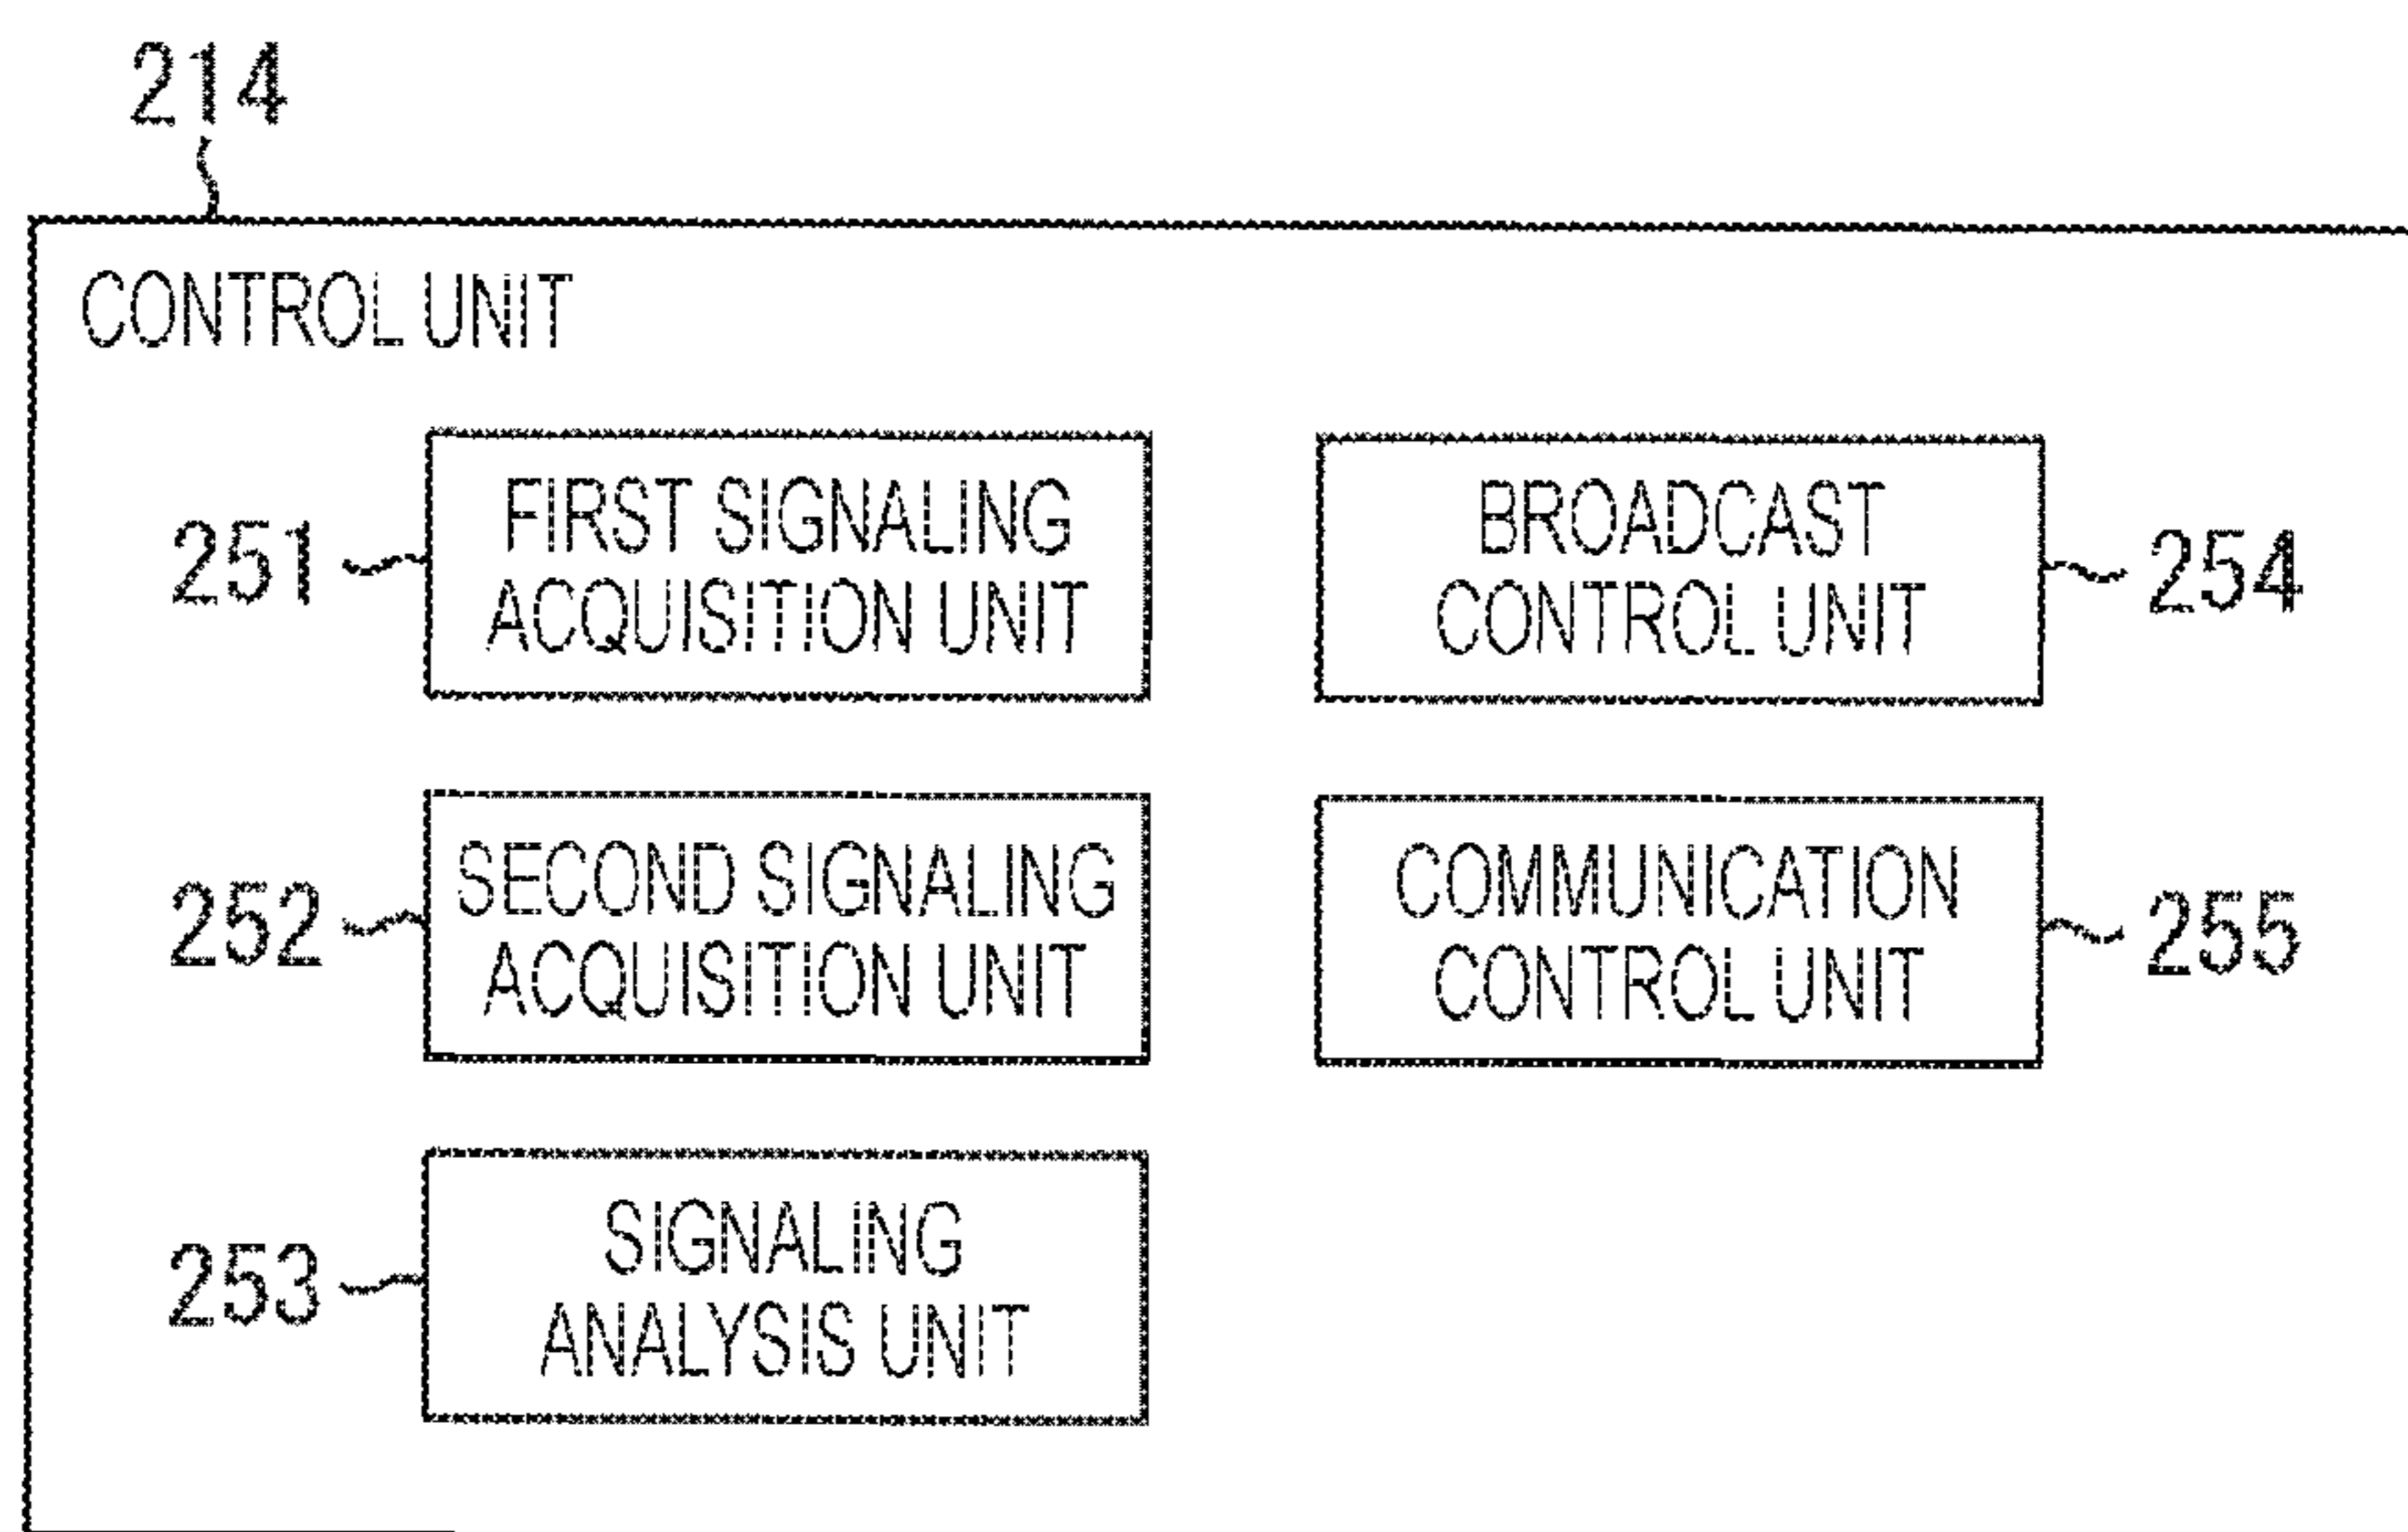 214
CONTROL UNIT
251
FIRST SIGNALING
ACQUISITION UNIT
BROADCAST
CONTROL UNIT
254
252
SECOND SIGNALING
ACQUISITION UNIT
COMMUNICATION
CONTROL UNIT
255
253
SIGNALING
ANALYSIS UNIT